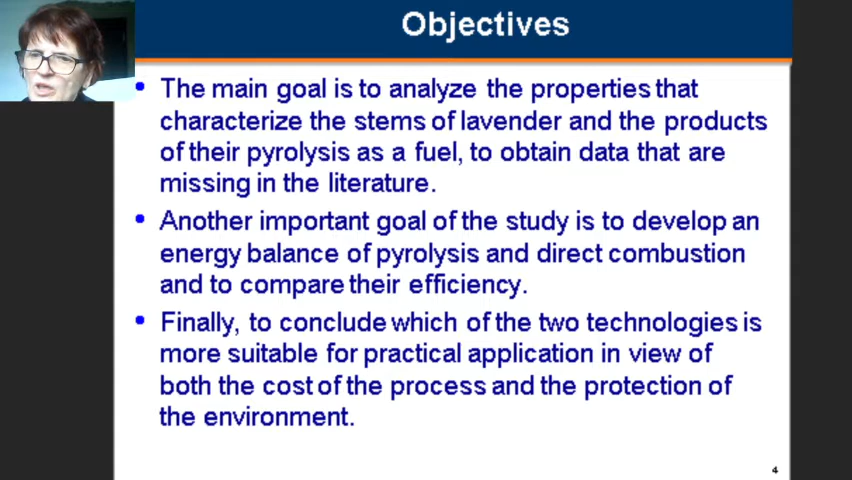 Objectives
• The main goal is to analyze the properties that
characterize the stems of lavender and the products
of their pyrolysis as a fuel, to obtain data that are
missing in the literature.
• Another important goal of the study is to develop an
energy balance of pyrolysis and direct combustion
and to compare their efficiency.
• Finally, to conclude which of the two technologies is
more suitable for practical application in view of
both the cost of the process and the protection of
the environment.
4